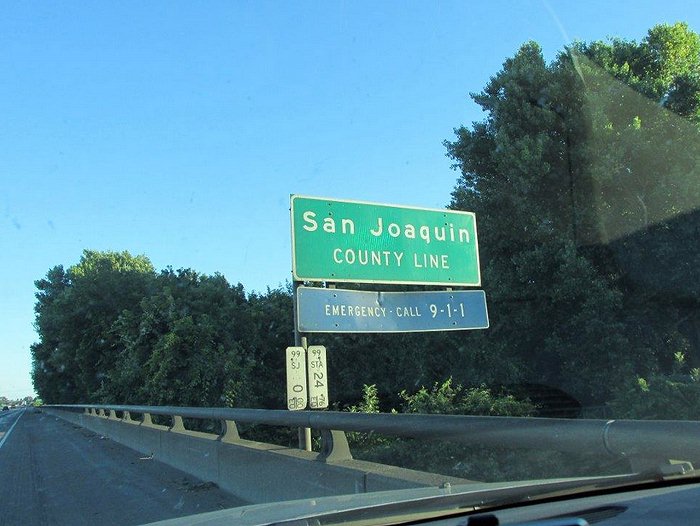 San Joaquin
COUNTY LINE
EMERGENCY - CALL 9-1-1
99
SJ
0
99
STA
24